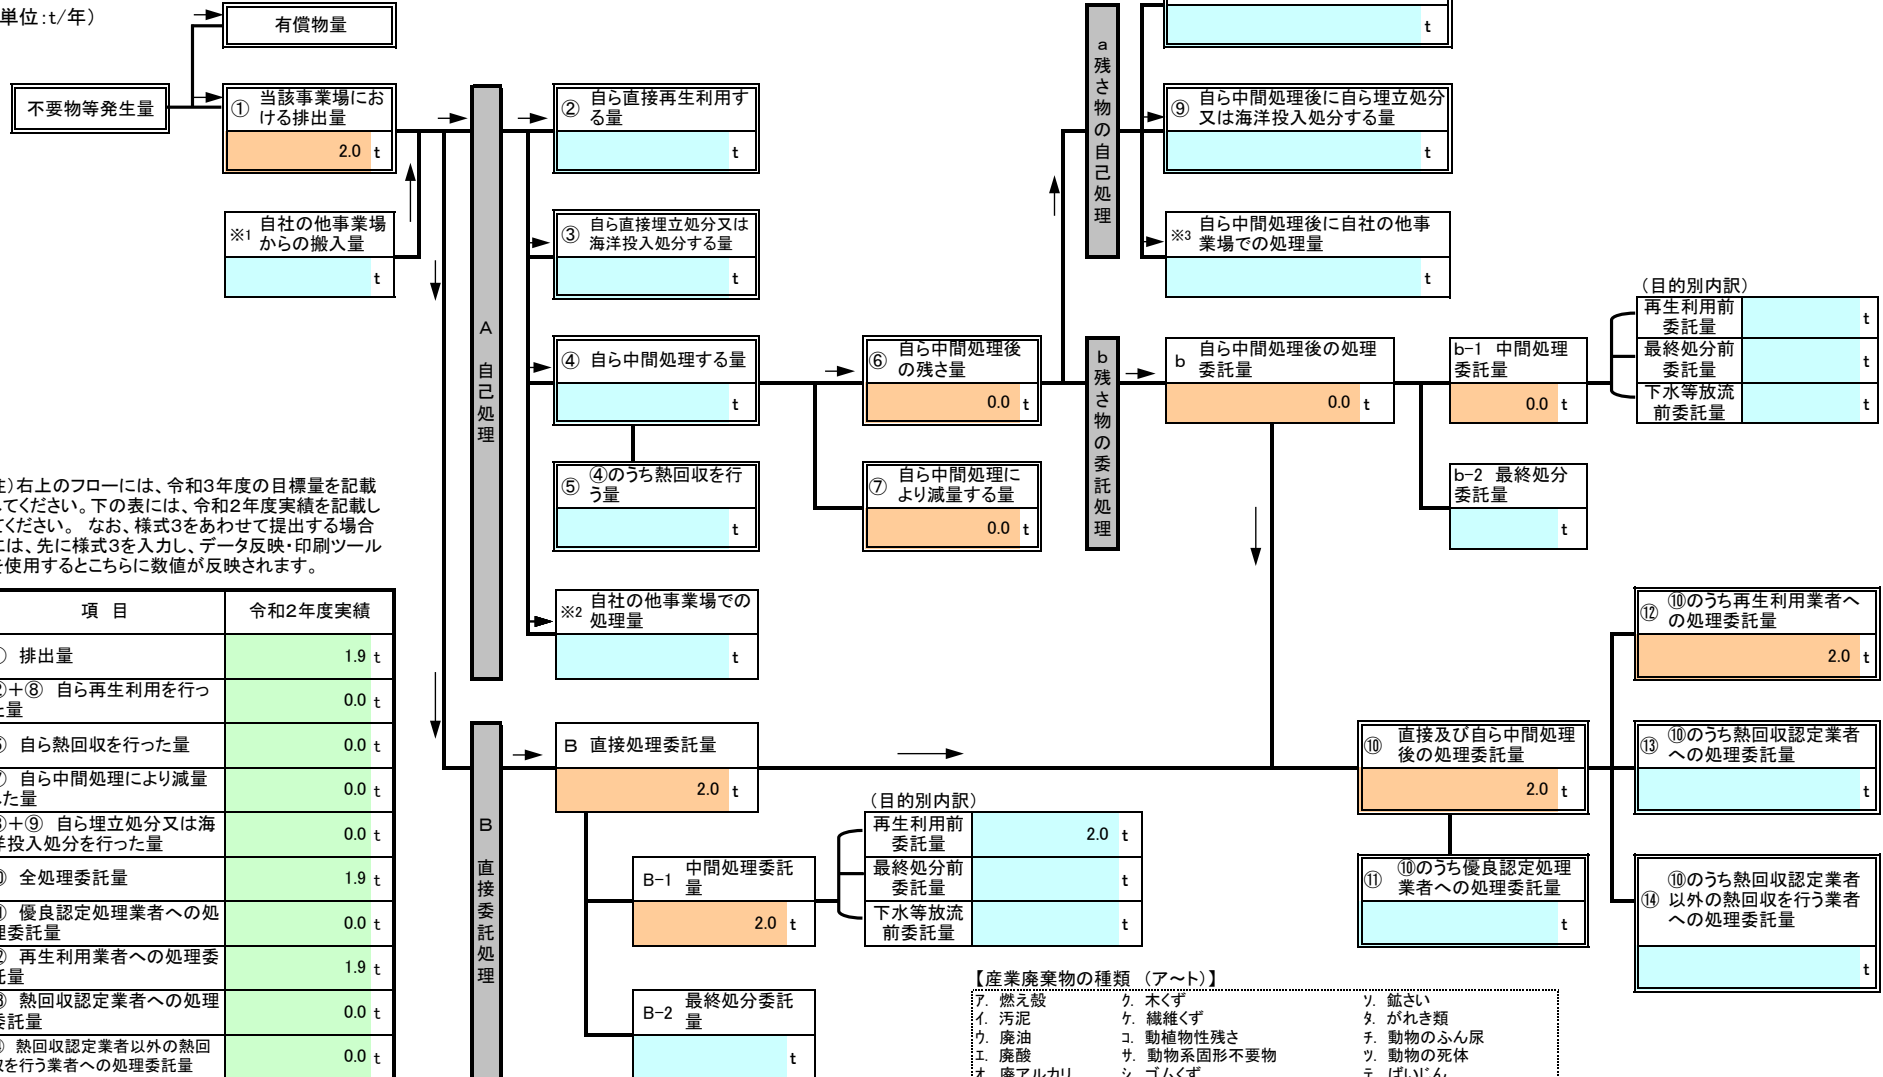 単位:t/年）
有償物量
不要物等発生量
① 当該事業場にお
ける排出量
2.0 t
※1 自社の他事業場
からの搬入量
t
A 自己処理
② 自ら直接再生利用す
る量
t
③ 自ら直接埋立処分又は
海洋投入処分する量
t
④ 自ら中間処理する量
t
⑤ ④のうち熱回収を行
う量
t
※2 自社の他事業場での
処理量
t
⑥ 自ら中間処理後
の残さ量
0.0 t
⑦ 自ら中間処理に
より減量する量
0.0 t
a残さ物の自己処理
t
⑨ 自ら中間処理後に自ら埋立処分
又は海洋投入処分する量
t
※3 自ら中間処理後に自社の他事
業場での処理量
t
b残さ物の委託処理
b 自ら中間処理後の処理
委託量
0.0 t
b-1 中間処理
委託量
0.0 t
（目的別内訳）
再生利用前
委託量
t
最終処分前
委託量
t
下水等放流
前委託量
t
b-2 最終処分
委託量
t
）右上のフローには、令和３年度の目標量を記載
してください。下の表には、令和２年度実績を記載し
てください。 なお、様式３をあわせて提出する場合
には、先に様式３を入力し、データ反映・印刷ツール
を使用するとこちらに数値が反映されます。
項 目 令和２年度実績
排出量 1.9 t
＋⑧ 自ら再生利用を行っ
た量 0.0 t
自ら熱回収を行った量 0.0 t
自ら中間処理により減量
した量 0.0 t
＋⑨ 自ら埋立処分又は海
洋投入処分を行った量 0.0 t
全処理委託量 1.9 t
優良認定処理業者への処
理委託量 0.0 t
再生利用業者への処理委
託量 1.9 t
熱回収認定業者への処理
委託量 0.0 t
熱回収認定業者以外の熱回
収を行う業者への処理委託量 0.0 t
B 直接委託処理
B 直接処理委託量
2.0 t
B-1 中間処理委託
量
2.0 t
（目的別内訳）
再生利用前
委託量
2.0 t
最終処分前
委託量
t
下水等放流
前委託量
t
B-2 最終処分委託
量
t
⑩ 直接及び自ら中間処理
後の処理委託量
2.0 t
⑪ ⑩のうち優良認定処理
業者への処理委託量
t
⑫ ⑩のうち再生利用業者へ
の処理委託量
2.0 t
⑬ ⑩のうち熱回収認定業者
への処理委託量
t
⑭ ⑩のうち熱回収認定業者
以外の熱回収を行う業者
への処理委託量
t
【産業廃棄物の種類 （ア～ト）】
ア. 燃え殻 ク. 木くず ソ. 鉱さい
イ. 汚泥 ケ. 繊維くず タ. がれき類
ウ. 廃油 コ. 動植物性残さ チ. 動物のふん尿
エ. 廃酸 サ. 動物系固形不要物 ツ. 動物の死体
オ. 廃アルカリ シ. ゴムくず テ. ばいじん